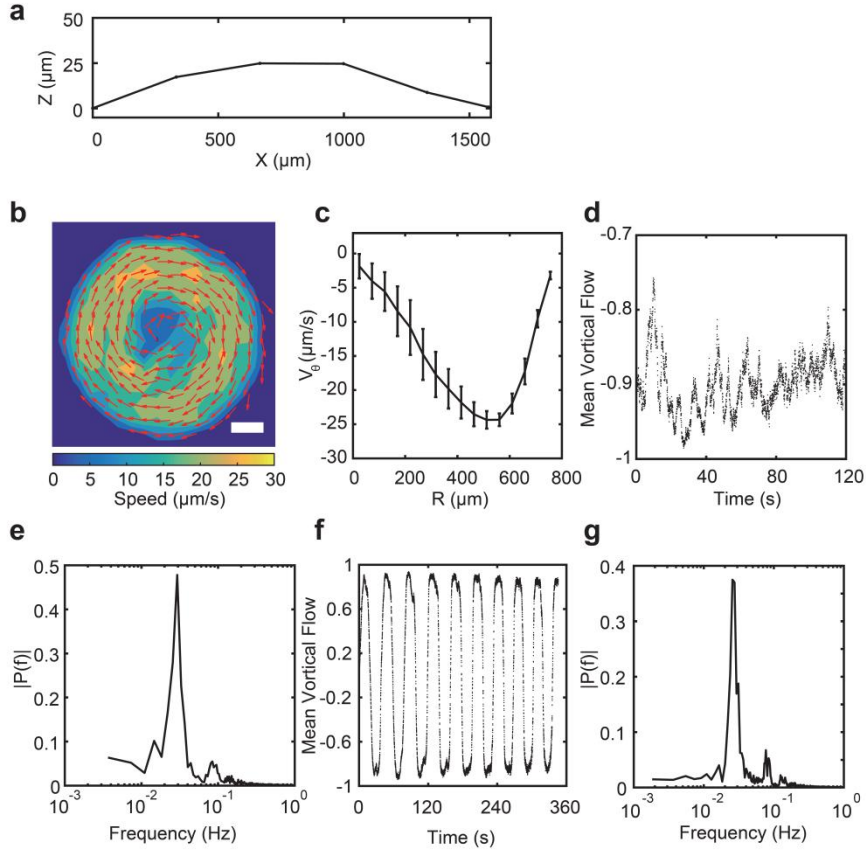 a
50
25
0
Z (µm)
0 500 1000 1500
X (µm)
b
0 5 10 15 20 25 30
Speed (µm/s)
c
0
-5
-10
-15
-20
-25
-30
Vθ(µm/s)
0 200 400 600 800
R (µm)
d
-0.7
-0.8
-0.9
-1
Mean Vortical Flow
0 40 80 120
Time (s)
e
0.5
0.4
0.3
0.2
0.1
0
|P(f)|
10⁻³ 10⁻² 10⁻¹ 10⁰
Frequency (Hz)
f
1
0.6
0.2
-0.2
-0.6
-1
Mean Vortical Flow
0 120 240 360
Time (s)
g
0.4
0.3
0.2
0.1
0
|P(f)|
10⁻³ 10⁻² 10⁻¹ 10⁰
Frequency (Hz)